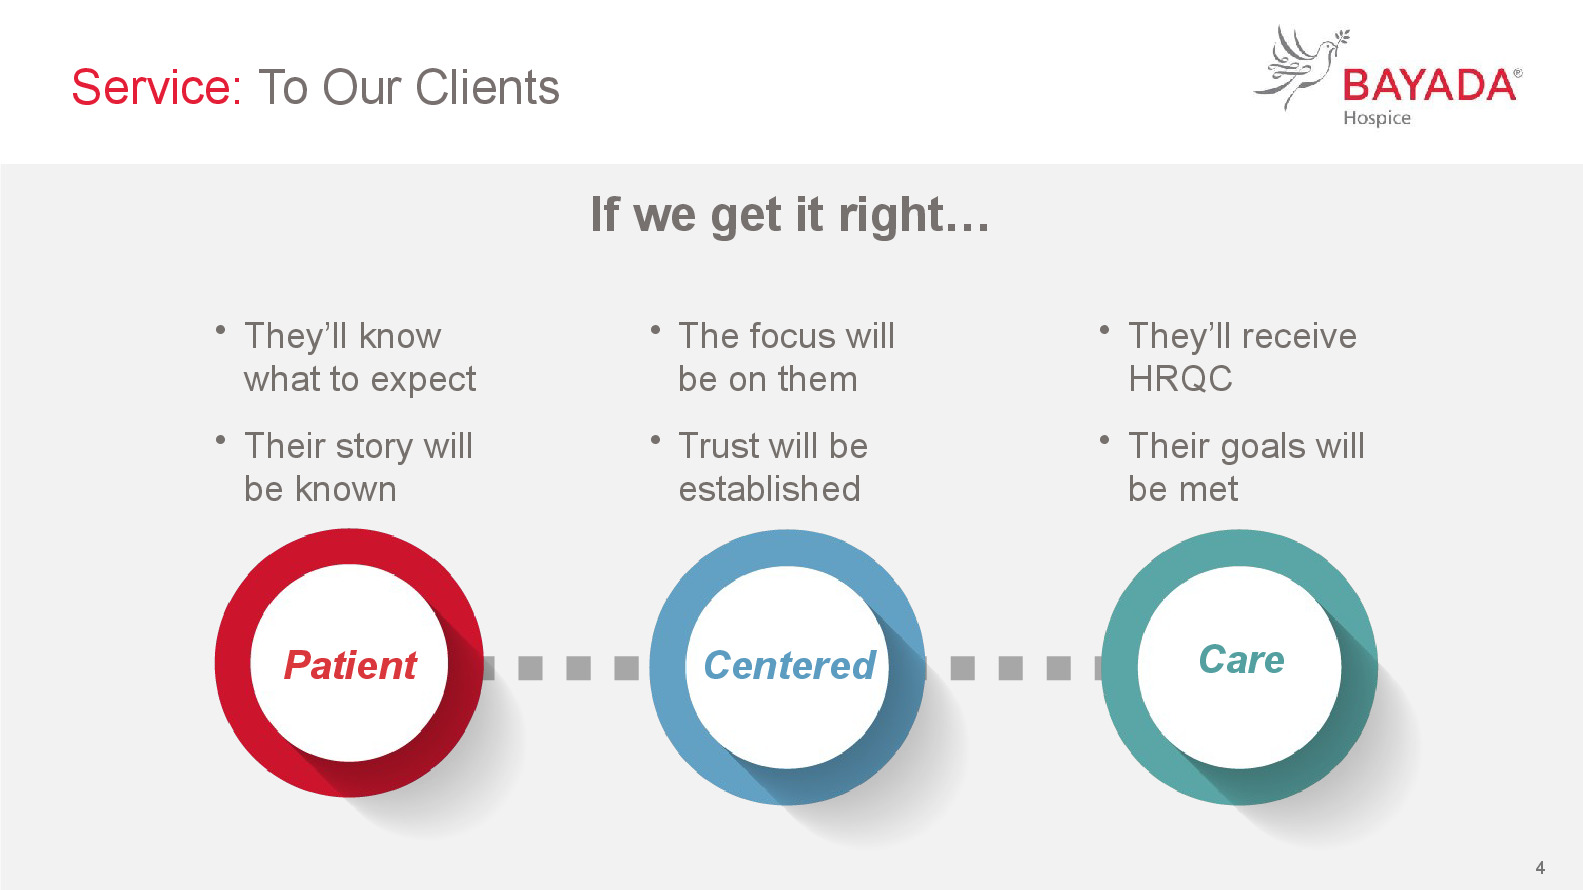 Service: To Our Clients
BAYADA®
Hospice
If we get it right…
• They’ll know
what to expect
• Their story will
be known
• The focus will
be on them
• Trust will be
established
• They’ll receive
HRQC
• Their goals will
be met
Patient
Centered
Care
4